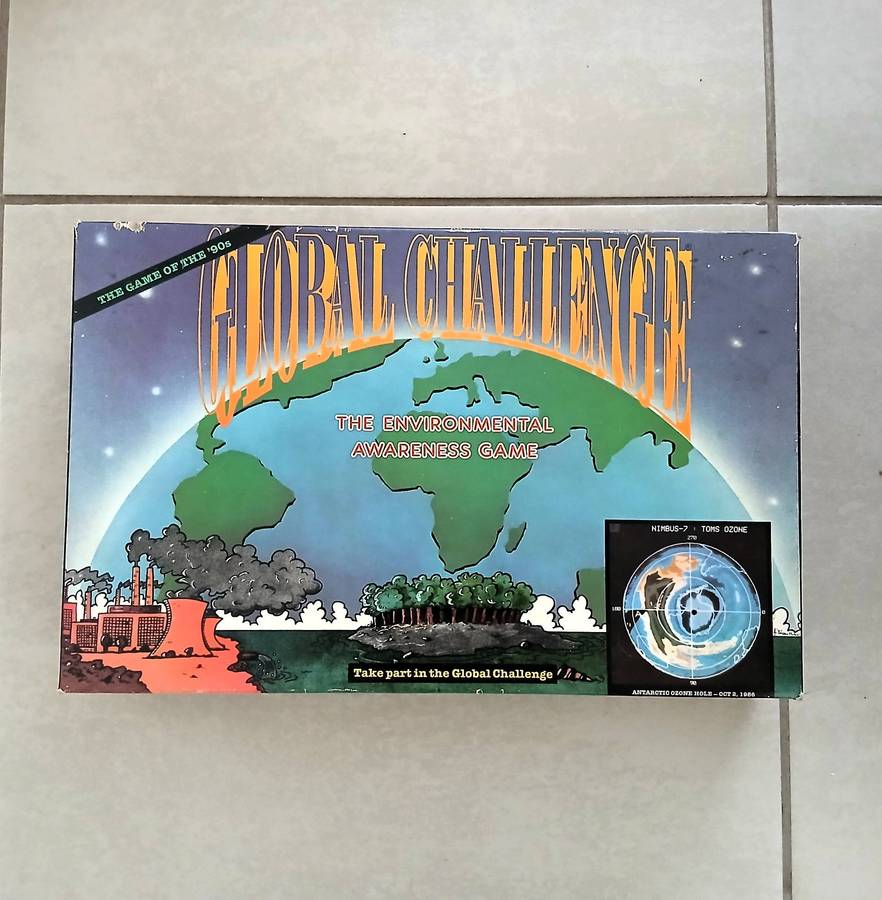 THE GAME OF THE '90s
GLOBAL CHALLENGE
THE ENVIRONMENTAL
AWARENESS GAME
NIMBUS-7 : TOMS OZONE
270
180
0
90
ANTARCTIC OZONE HOLE – OCT 2, 1986
Take part in the Global Challenge